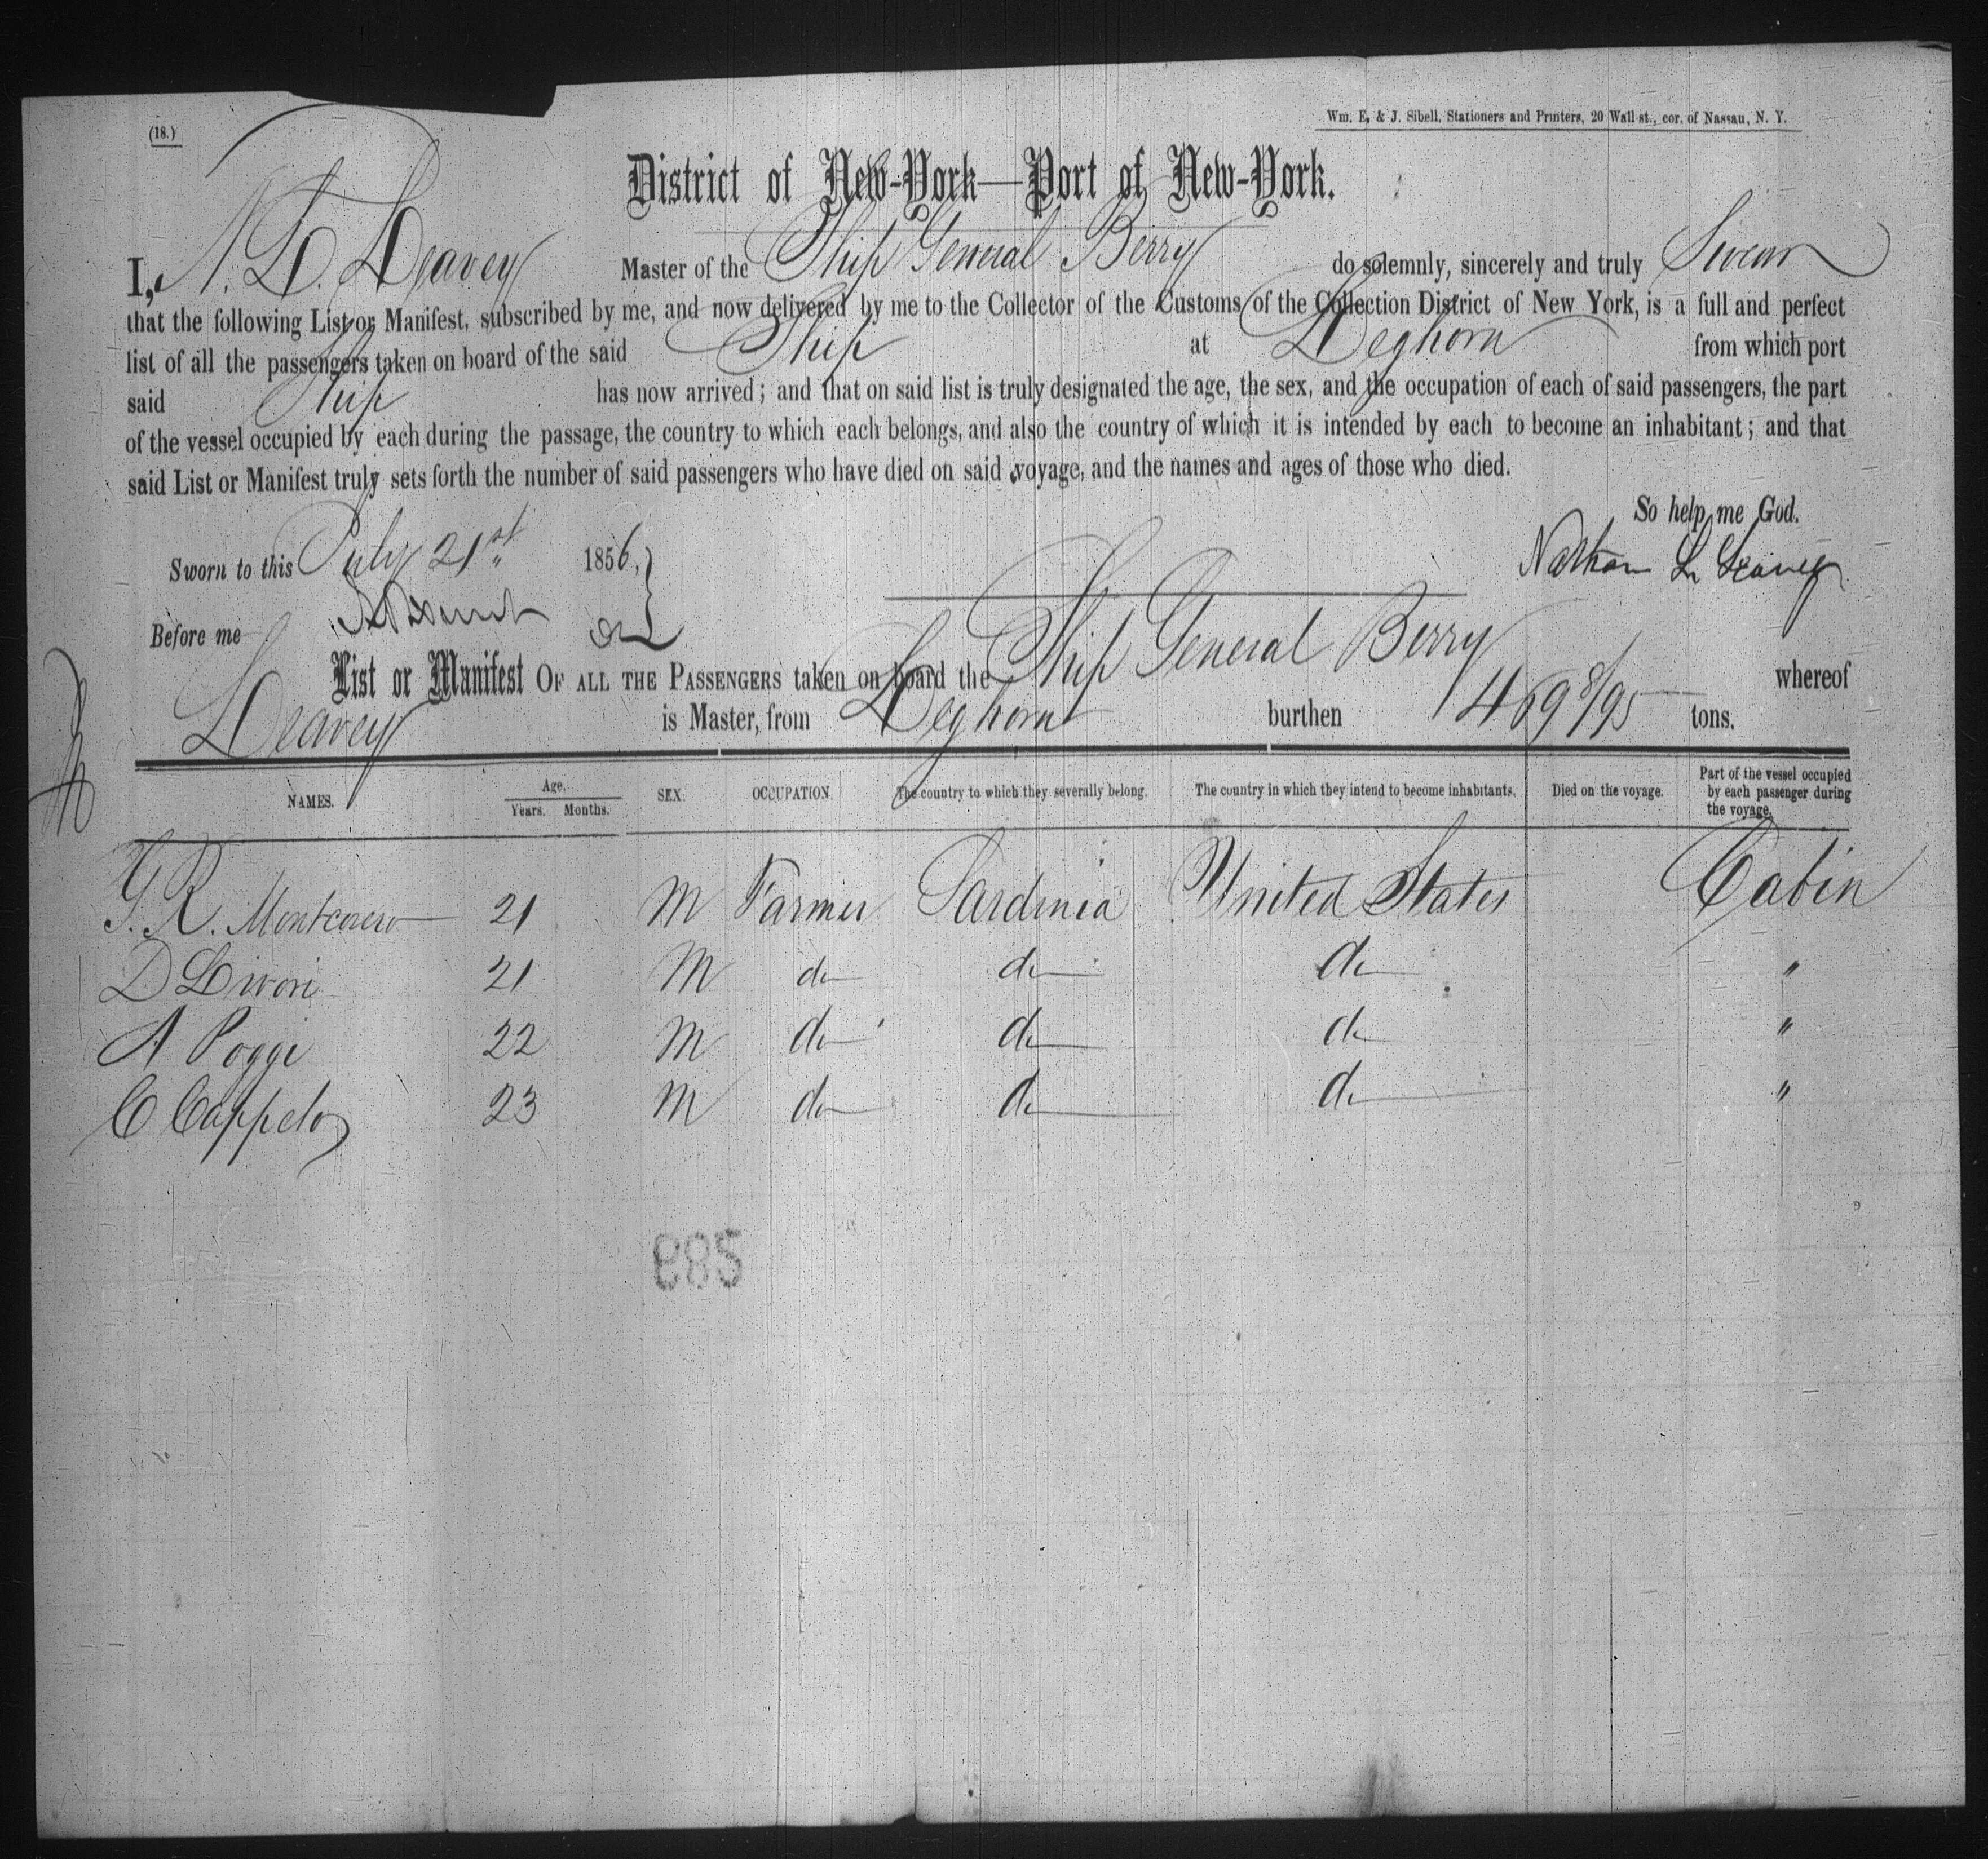 (18.)
Wm. E. & J. Sibell, Stationers and Printers, 20 Wall-st., cor. of Nassau, N. Y.
District of New-York—Port of New-York.
I, N. L. Leavey Master of the Ship General Berry do solemnly, sincerely and truly Swear
that the following List or Manifest, subscribed by me, and now delivered by me to the Collector of the Customs of the Collection District of New York, is a full and perfect
list of all the passengers taken on board of the said Ship at Leghorn from which port
said Ship has now arrived; and that on said list is truly designated the age, the sex, and the occupation of each of said passengers, the part
of the vessel occupied by each during the passage, the country to which each belongs, and also the country of which it is intended by each to become an inhabitant; and that
said List or Manifest truly sets forth the number of said passengers who have died on said voyage, and the names and ages of those who died.
So help me God.
Sworn to this July 21st 1856, Nathan L Leavey
Before me
List or Manifest OF ALL THE PASSENGERS taken on board the Ship General Berry whereof
Leavey is Master, from Leghorn burthen 469 8/95 tons.
NAMES. Age. Years. Months. SEX. OCCUPATION. The country to which they severally belong. The country in which they intend to become inhabitants. Died on the voyage. Part of the vessel occupied by each passenger during the voyage.
G. R. 21 M Farmer Sardinia United States Cabin
D Livori 21 M do do do "
A Poggi 22 M do do do "
C Cappelo 23 M do do do "